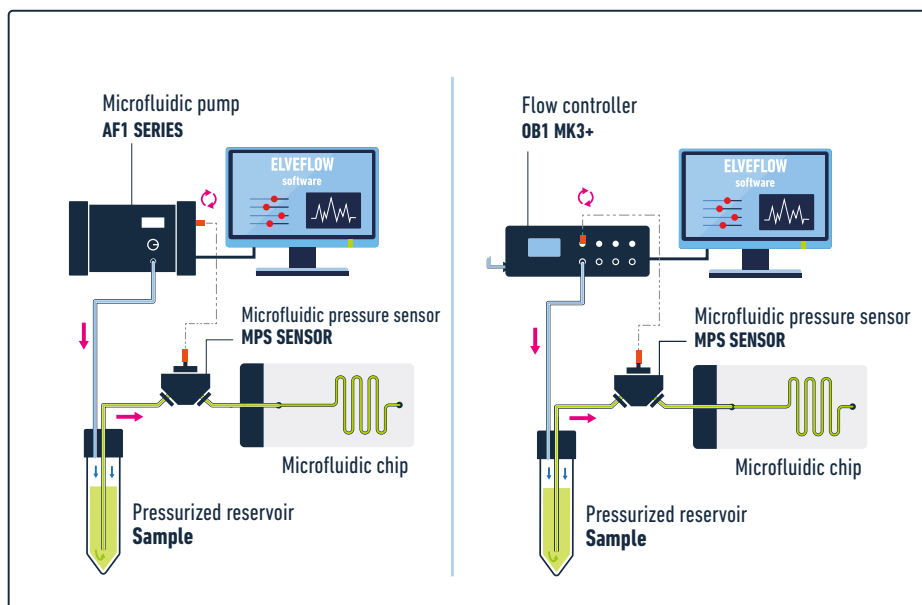 Microfluidic pump
AF1 SERIES
ELVEFLOW
software
Microfluidic pressure sensor
MPS SENSOR
Microfluidic chip
Pressurized reservoir
Sample
Flow controller
OB1 MK3+
ELVEFLOW
software
Microfluidic pressure sensor
MPS SENSOR
Microfluidic chip
Pressurized reservoir
Sample